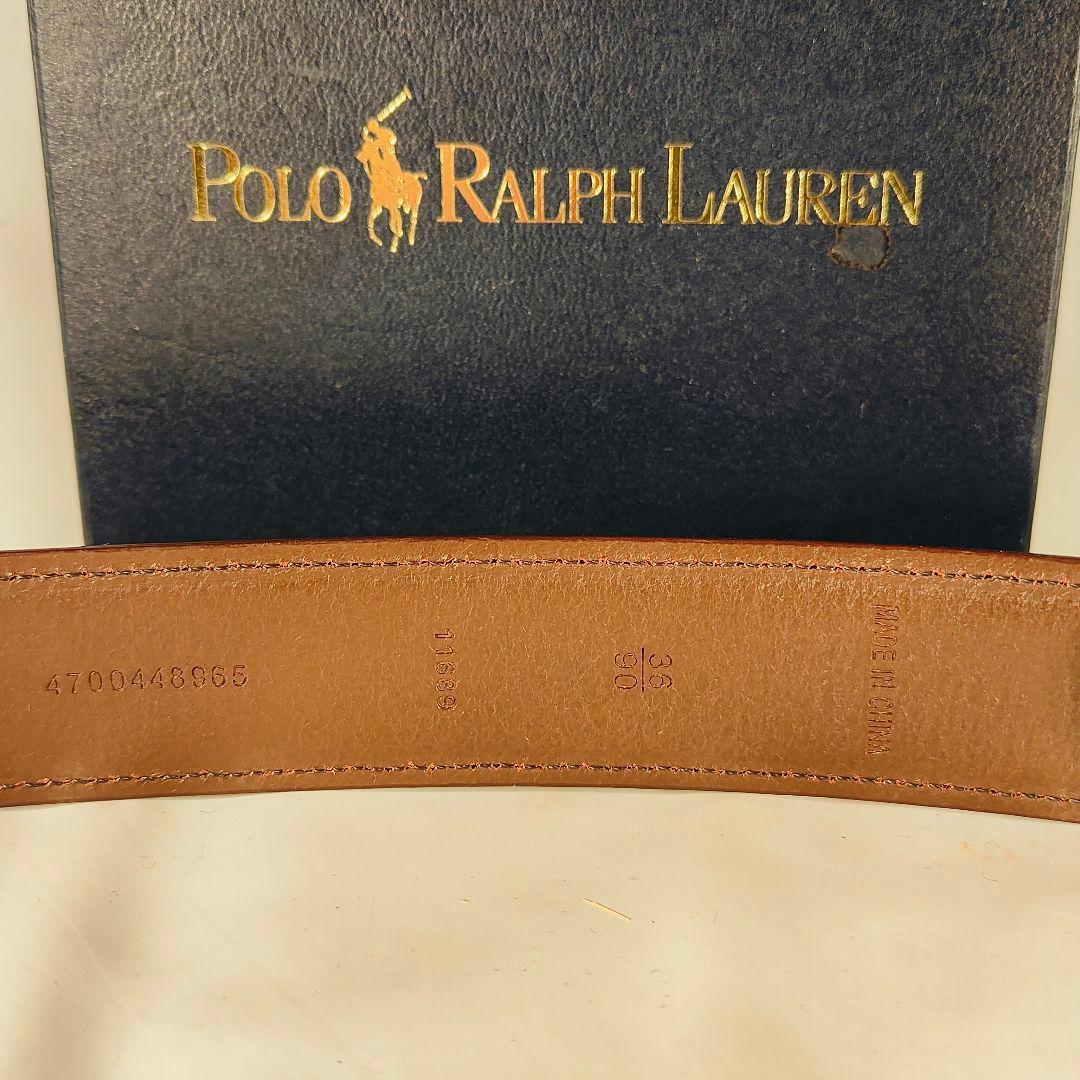 POLO RALPH LAUREN
4700448965
11689
36
90
MADE IN CHINA